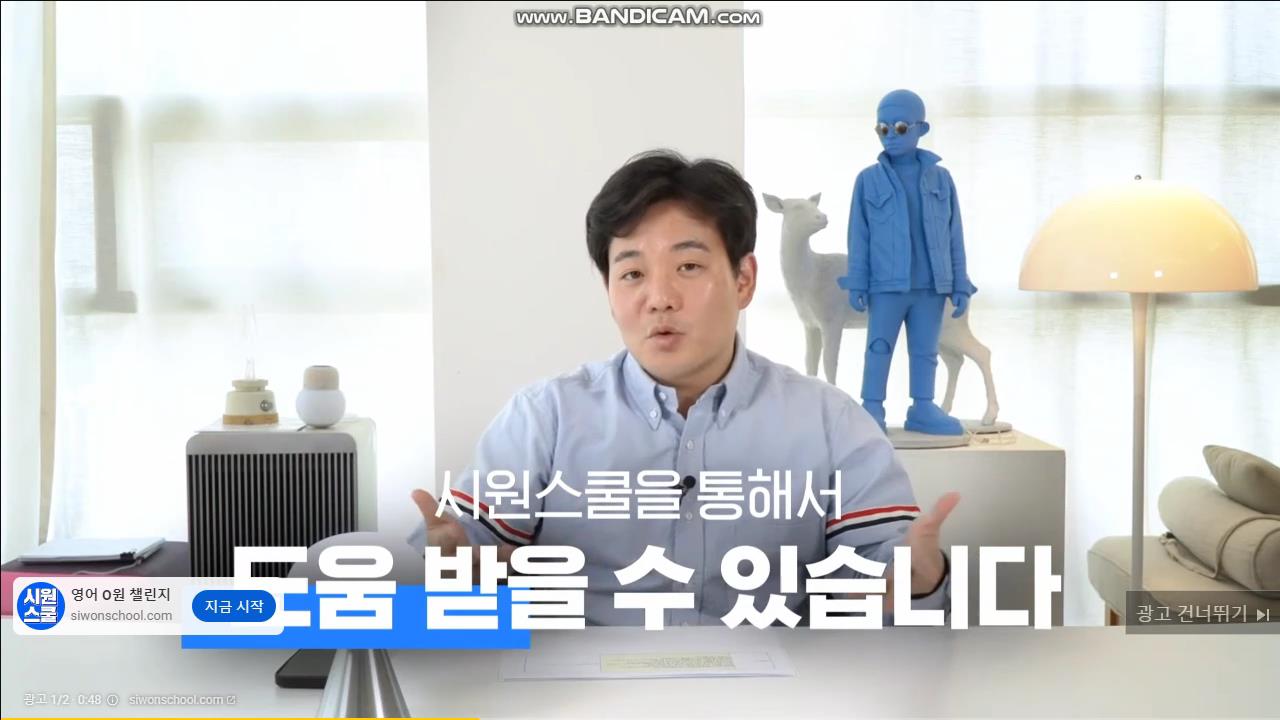 www.BANDICAM.com
시원스쿨을 통해서
도움 받을 수 있습니다
시원
스쿨
영어 0원 챌린지
siwonschool.com
지금 시작
광고 건너뛰기
광고 1/2 · 0:48
siwonschool.com